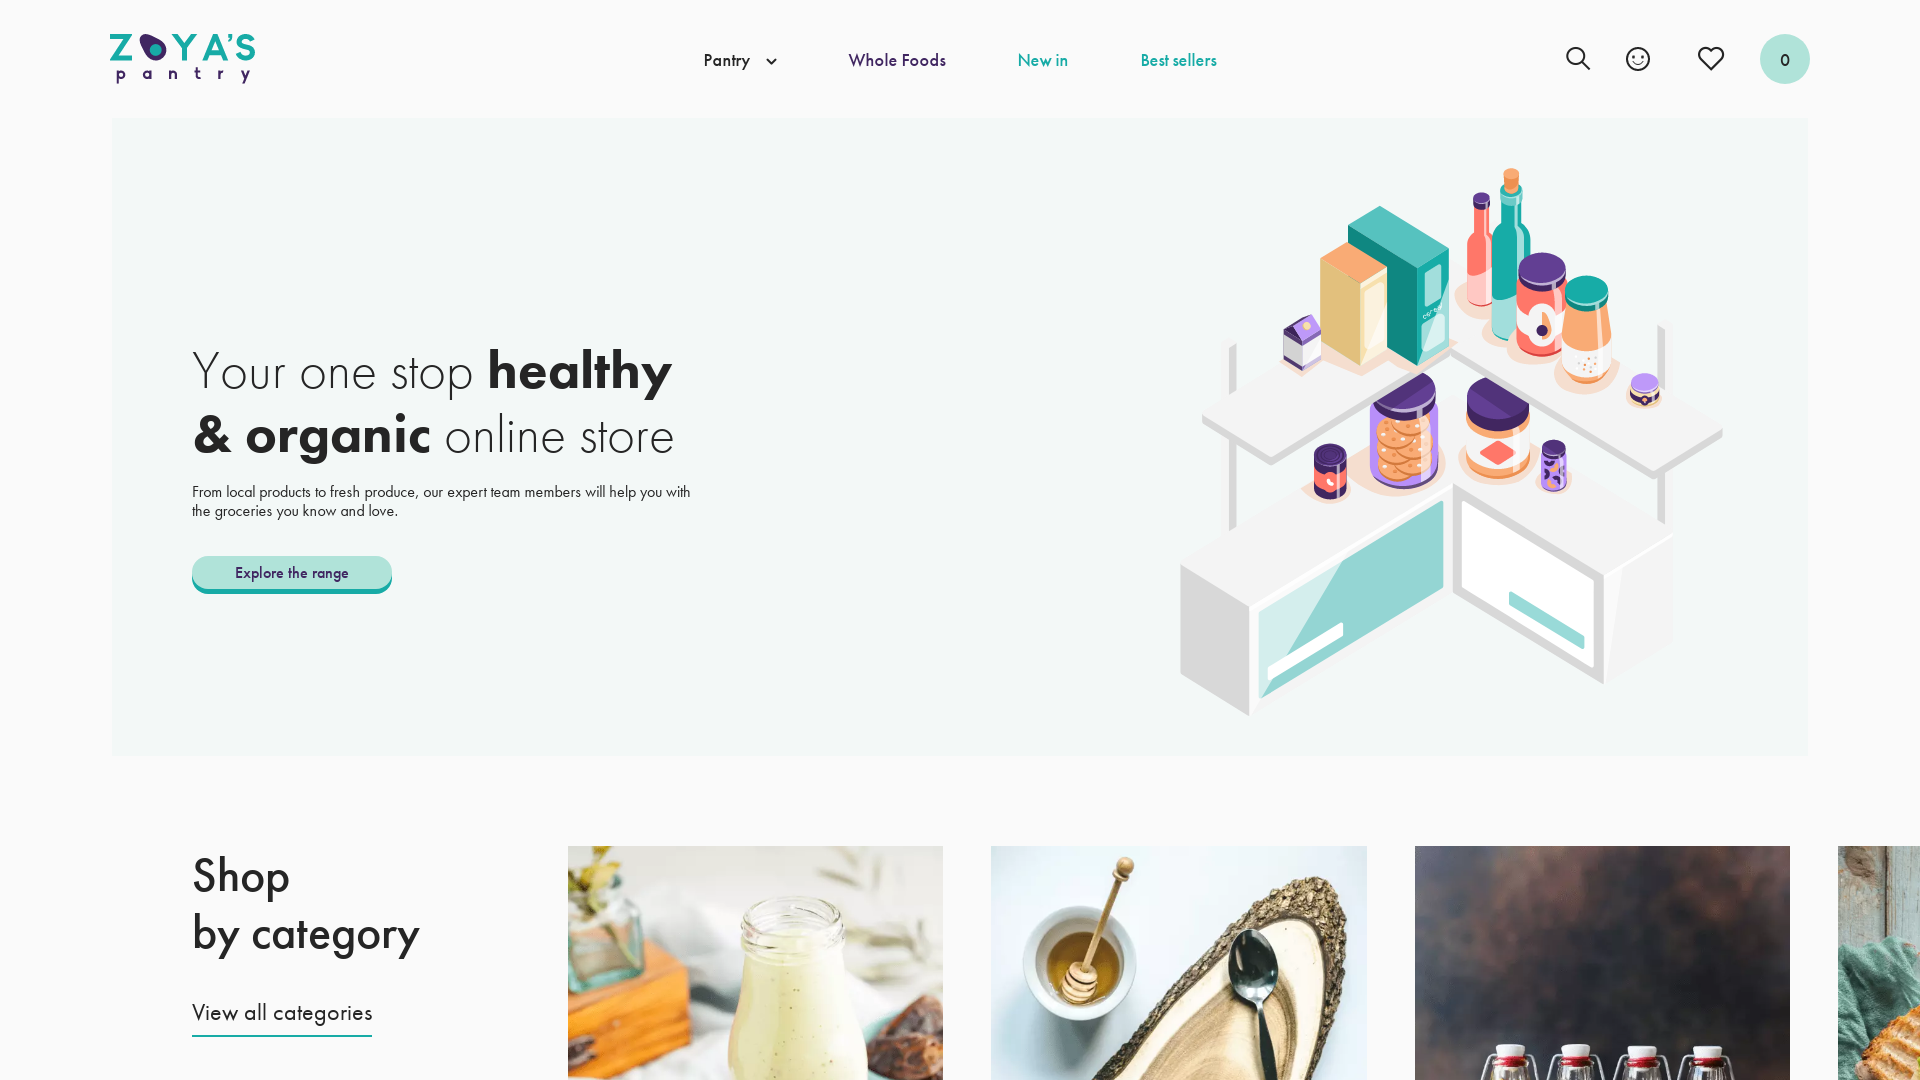 ZOYA'S
pantry
Pantry
Whole Foods
New in
Best sellers
0
Your one stop healthy
& organic online store
From local products to fresh produce, our expert team members will help you with
the groceries you know and love.
Explore the range
Shop
by category
View all categories